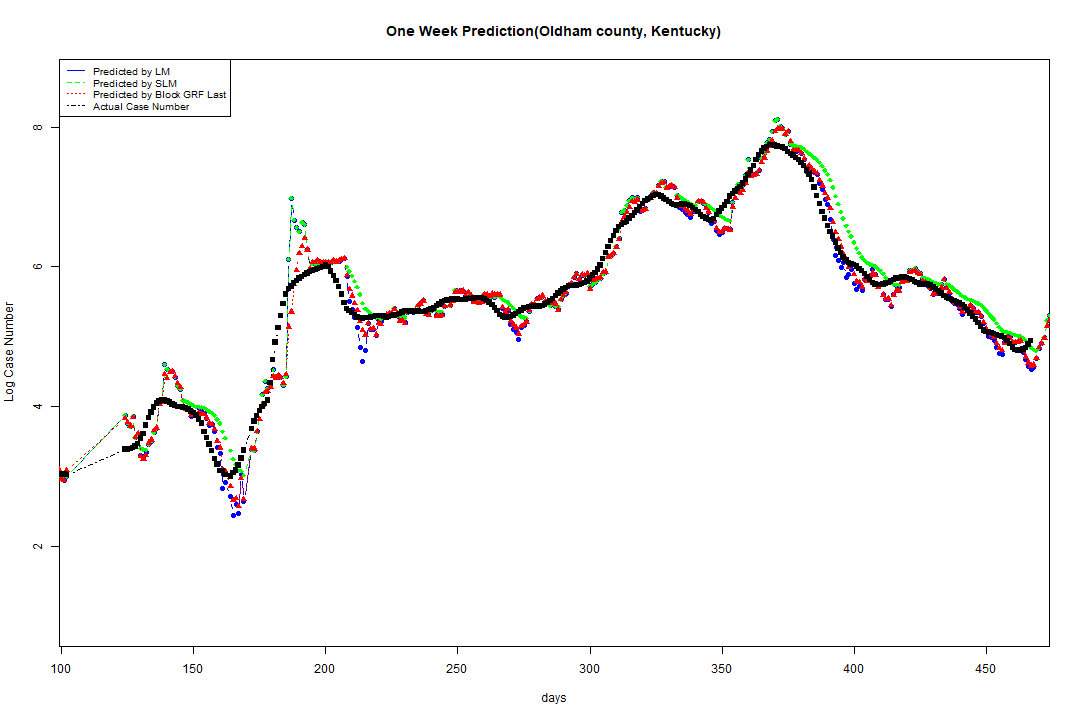 One Week Prediction(Oldham county, Kentucky)
Predicted by LM
Predicted by SLM
Predicted by Block GRF Last
Actual Case Number
Log Case Number
8
6
4
2
100 150 200 250 300 350 400 450
days